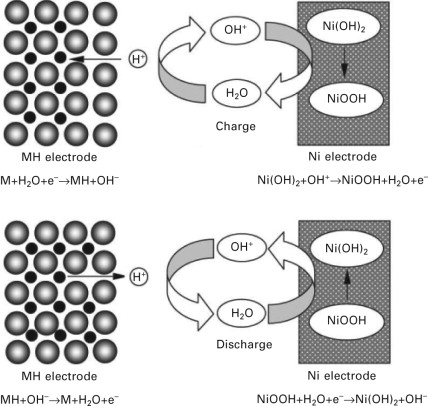 OH⁺
Ni(OH)₂
H⁺
H₂O
NiOOH
Charge
MH electrode
Ni electrode
M+H₂O+e⁻→MH+OH⁻
Ni(OH)₂+OH⁺→NiOOH+H₂O+e⁻
OH⁺
Ni(OH)₂
H⁺
H₂O
NiOOH
Discharge
MH electrode
Ni electrode
MH+OH⁻→M+H₂O+e⁻
NiOOH+H₂O+e⁻→Ni(OH)₂+OH⁻